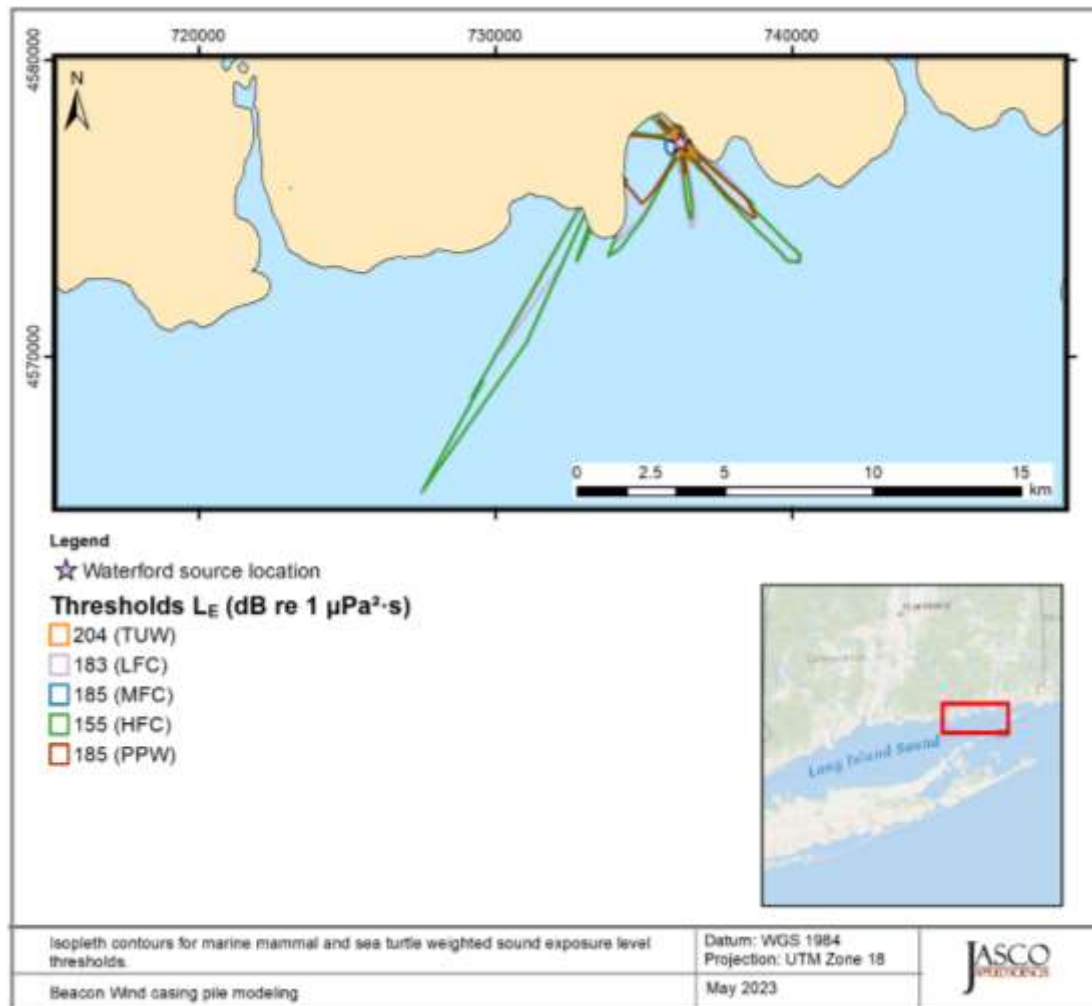 720000 730000 740000
4580000
N
4570000
0 2.5 5 10 15
km
Legend
Waterford source location
Thresholds LE (dB re 1 µPa²·s)
204 (TUW)
183 (LFC)
185 (MFC)
155 (HFC)
185 (PPW)
Long Island Sound
Isopleth contours for marine mammal and sea turtle weighted sound exposure level
thresholds.
Datum: WGS 1984
Projection: UTM Zone 18
JASCO
APPLIED SCIENCES
Beacon Wind casing pile modeling
May 2023